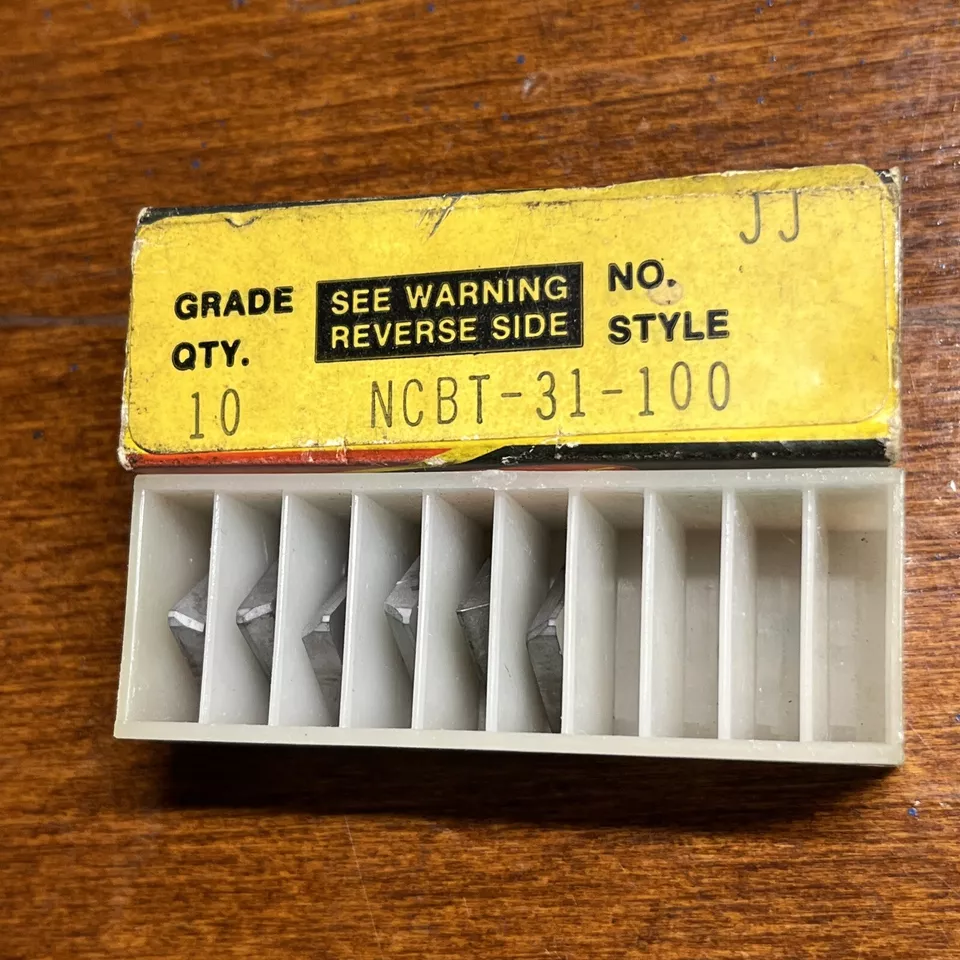 JJ
GRADE
SEE WARNING
REVERSE SIDE
NO.
QTY.
STYLE
10
NCBT-31-100